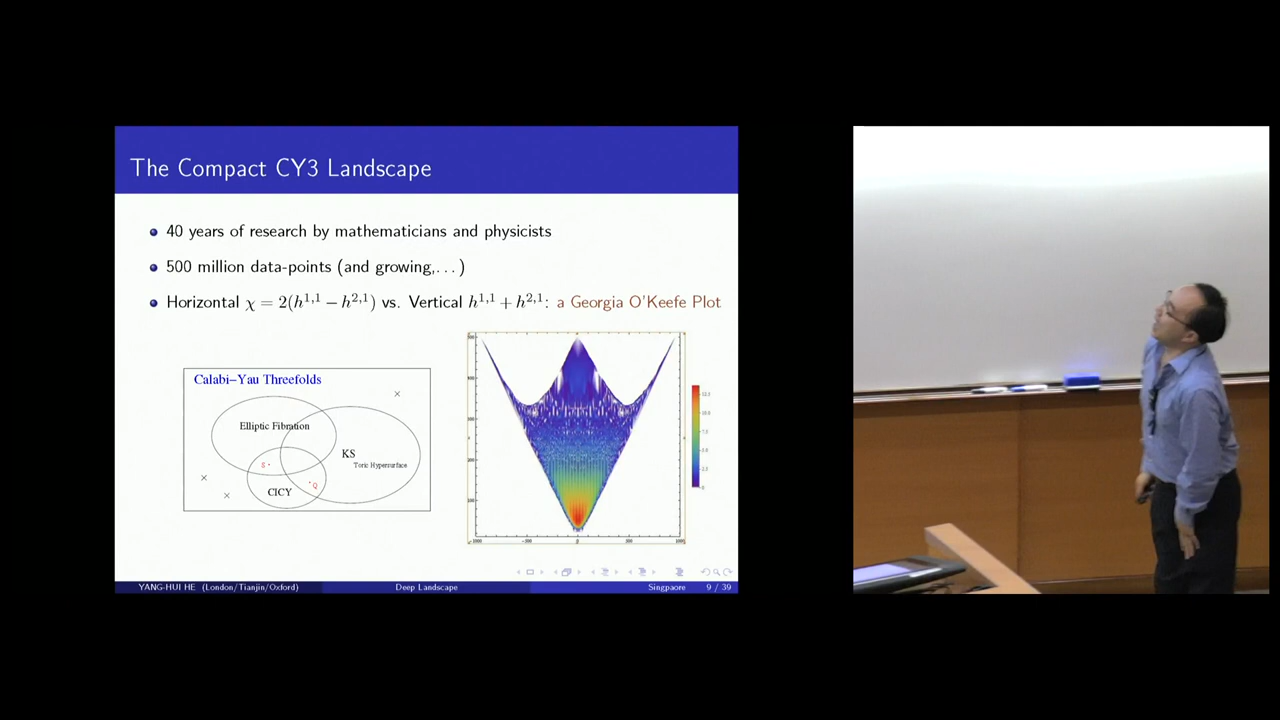 The Compact CY3 Landscape
40 years of research by mathematicians and physicists
500 million data-points (and growing,...)
Horizontal χ = 2(h^{1,1} − h^{2,1}) vs. Vertical h^{1,1} + h^{2,1}: a Georgia O'Keefe Plot
Calabi–Yau Threefolds
Elliptic Fibration
KS
Toric Hypersurface
S
Q
CICY
YANG-HUI HE (London/Tianjin/Oxford)
Deep Landscape
Singpaore
9 / 39